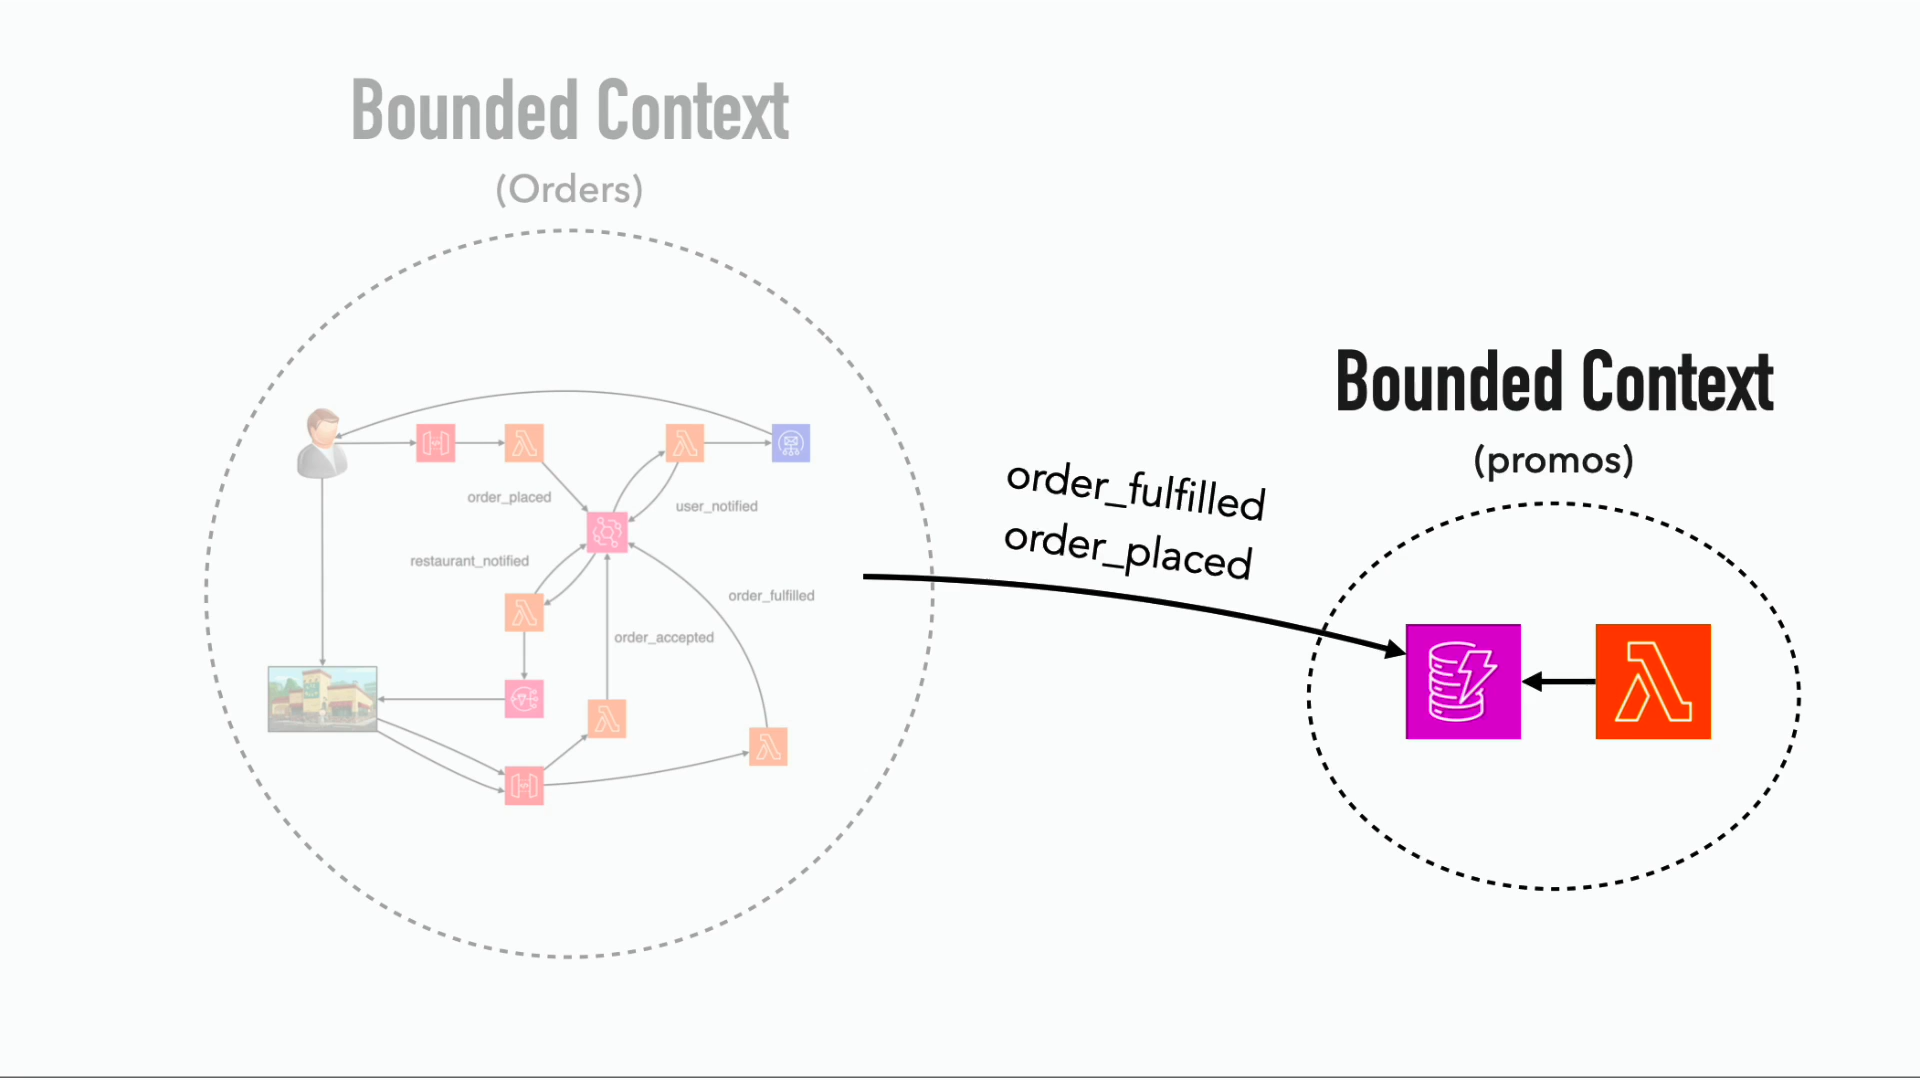 Bounded Context
(Orders)
order_placed
user_notified
restaurant_notified
order_fulfilled
order_accepted
order_fulfilled
order_placed
Bounded Context
(promos)